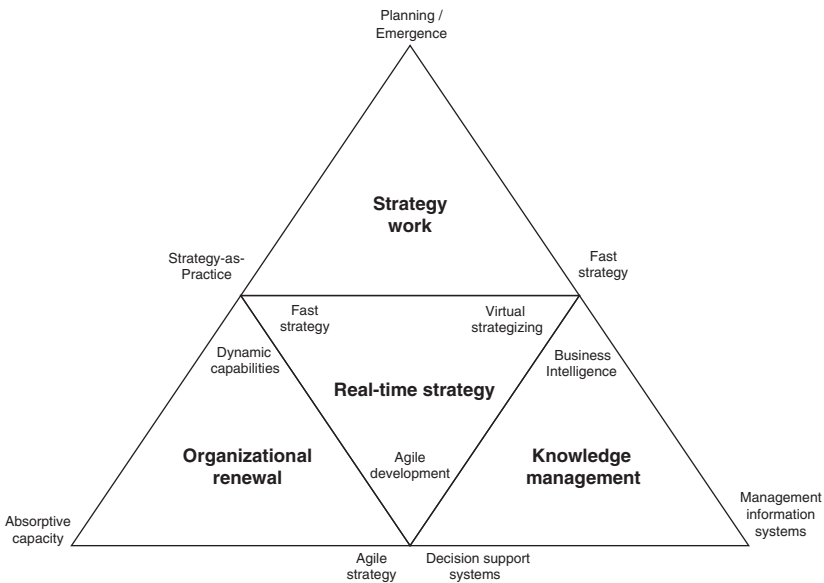 Planning /
Emergence
Strategy
work
Strategy-as-
Practice
Fast
strategy
Fast
strategy
Virtual
strategizing
Dynamic
capabilities
Business
Intelligence
Real-time strategy
Organizational
renewal
Agile
development
Knowledge
management
Absorptive
capacity
Management
information
systems
Agile
strategy
Decision support
systems